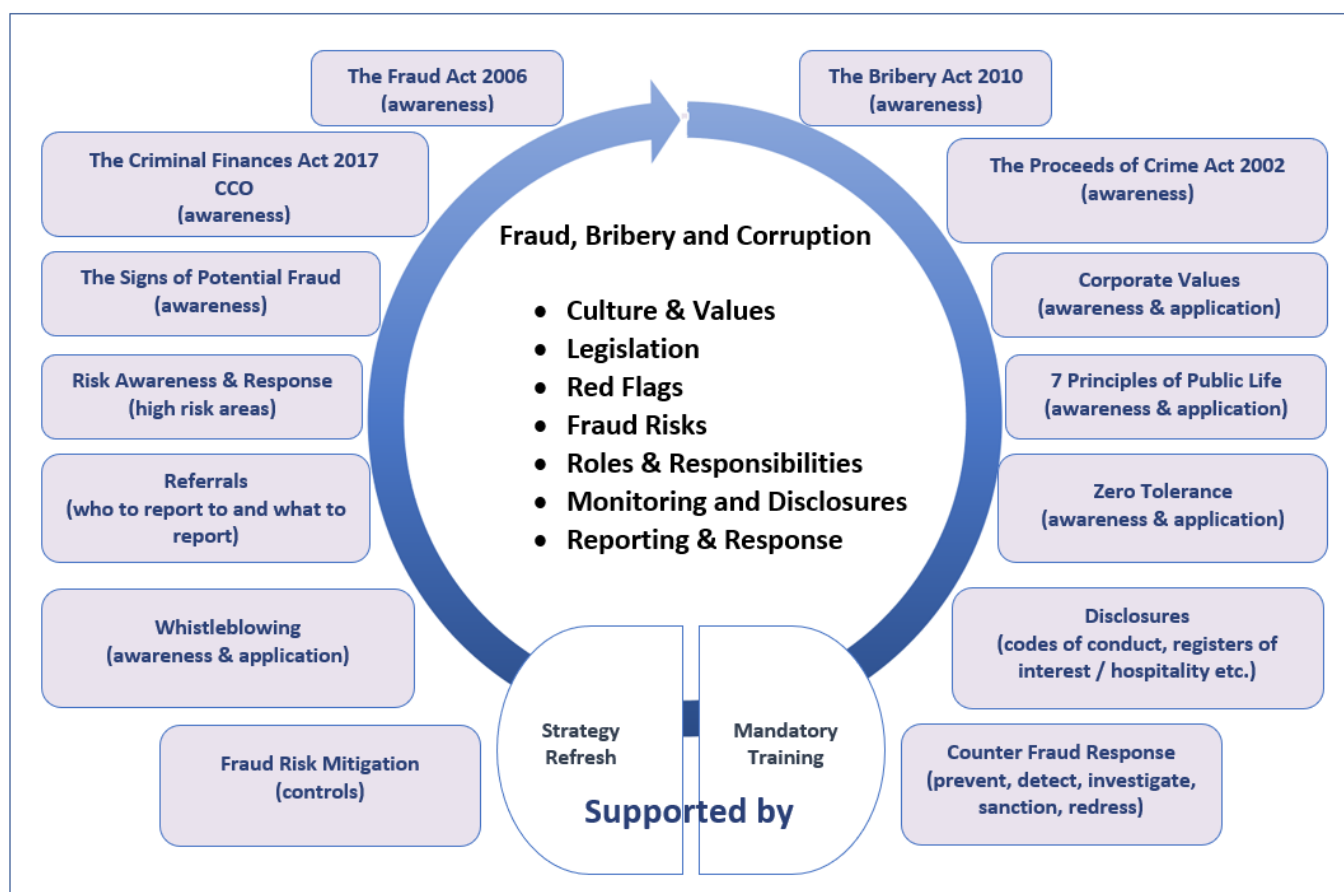 The Fraud Act 2006
(awareness)
The Bribery Act 2010
(awareness)
The Criminal Finances Act 2017
CCO
(awareness)
The Proceeds of Crime Act 2002
(awareness)
The Signs of Potential Fraud
(awareness)
Corporate Values
(awareness & application)
Risk Awareness & Response
(high risk areas)
7 Principles of Public Life
(awareness & application)
Referrals
(who to report to and what to
report)
Zero Tolerance
(awareness & application)
Whistleblowing
(awareness & application)
Disclosures
(codes of conduct, registers of
interest / hospitality etc.)
Fraud Risk Mitigation
(controls)
Counter Fraud Response
(prevent, detect, investigate,
sanction, redress)
Fraud, Bribery and Corruption
• Culture & Values
• Legislation
• Red Flags
• Fraud Risks
• Roles & Responsibilities
• Monitoring and Disclosures
• Reporting & Response
Strategy
Refresh
Mandatory
Training
Supported by